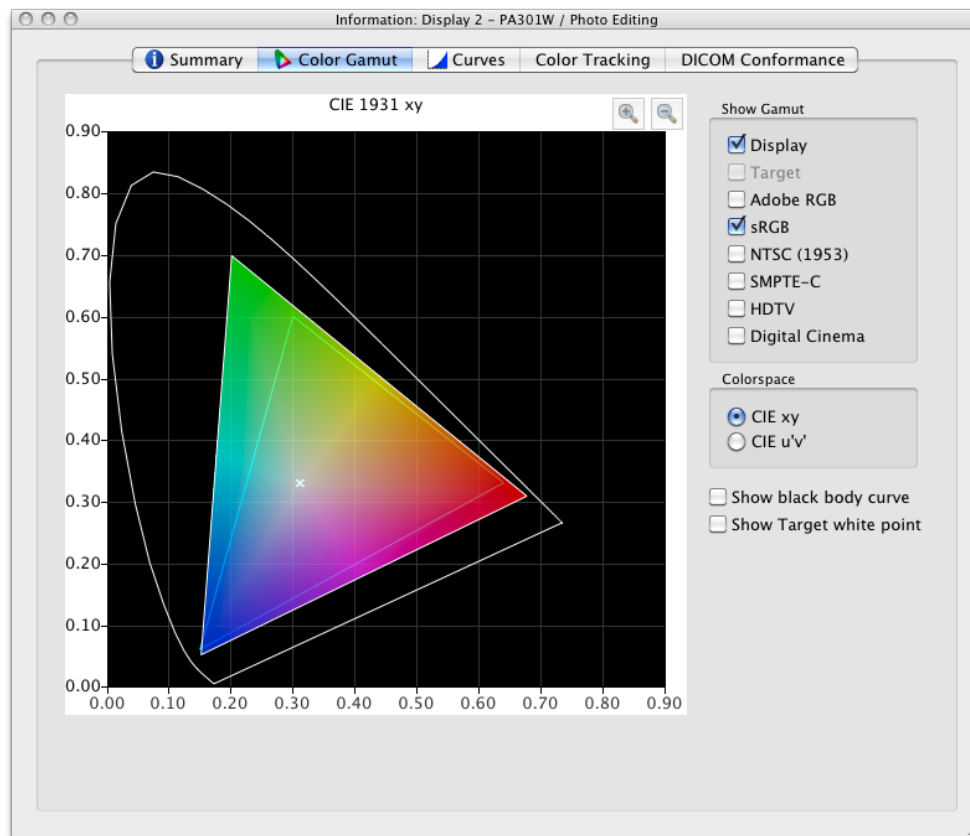 Information: Display 2 – PA301W / Photo Editing
Summary
Color Gamut
Curves
Color Tracking
DICOM Conformance
CIE 1931 xy
0.90
0.80
0.70
0.60
0.50
0.40
0.30
0.20
0.10
0.00
0.00 0.10 0.20 0.30 0.40 0.50 0.60 0.70 0.80 0.90
Show Gamut
Display
Target
Adobe RGB
sRGB
NTSC (1953)
SMPTE-C
HDTV
Digital Cinema
Colorspace
CIE xy
CIE u'v'
Show black body curve
Show Target white point